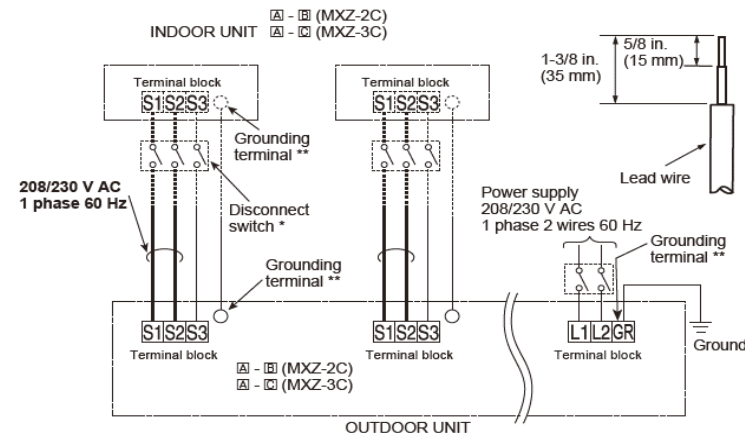 A - B (MXZ-2C)
INDOOR UNIT A - C (MXZ-3C)
Terminal block
S1 S2 S3
Grounding
terminal **
Disconnect
switch *
208/230 V AC
1 phase 60 Hz
Grounding
terminal **
S1 S2 S3
Terminal block
A - B (MXZ-2C)
A - C (MXZ-3C)
Terminal block
S1 S2 S3
S1 S2 S3
Terminal block
1-3/8 in.
(35 mm)
5/8 in.
(15 mm)
Lead wire
Power supply
208/230 V AC
1 phase 2 wires 60 Hz
Grounding
terminal **
L1 L2 GR
Terminal block
Ground
OUTDOOR UNIT